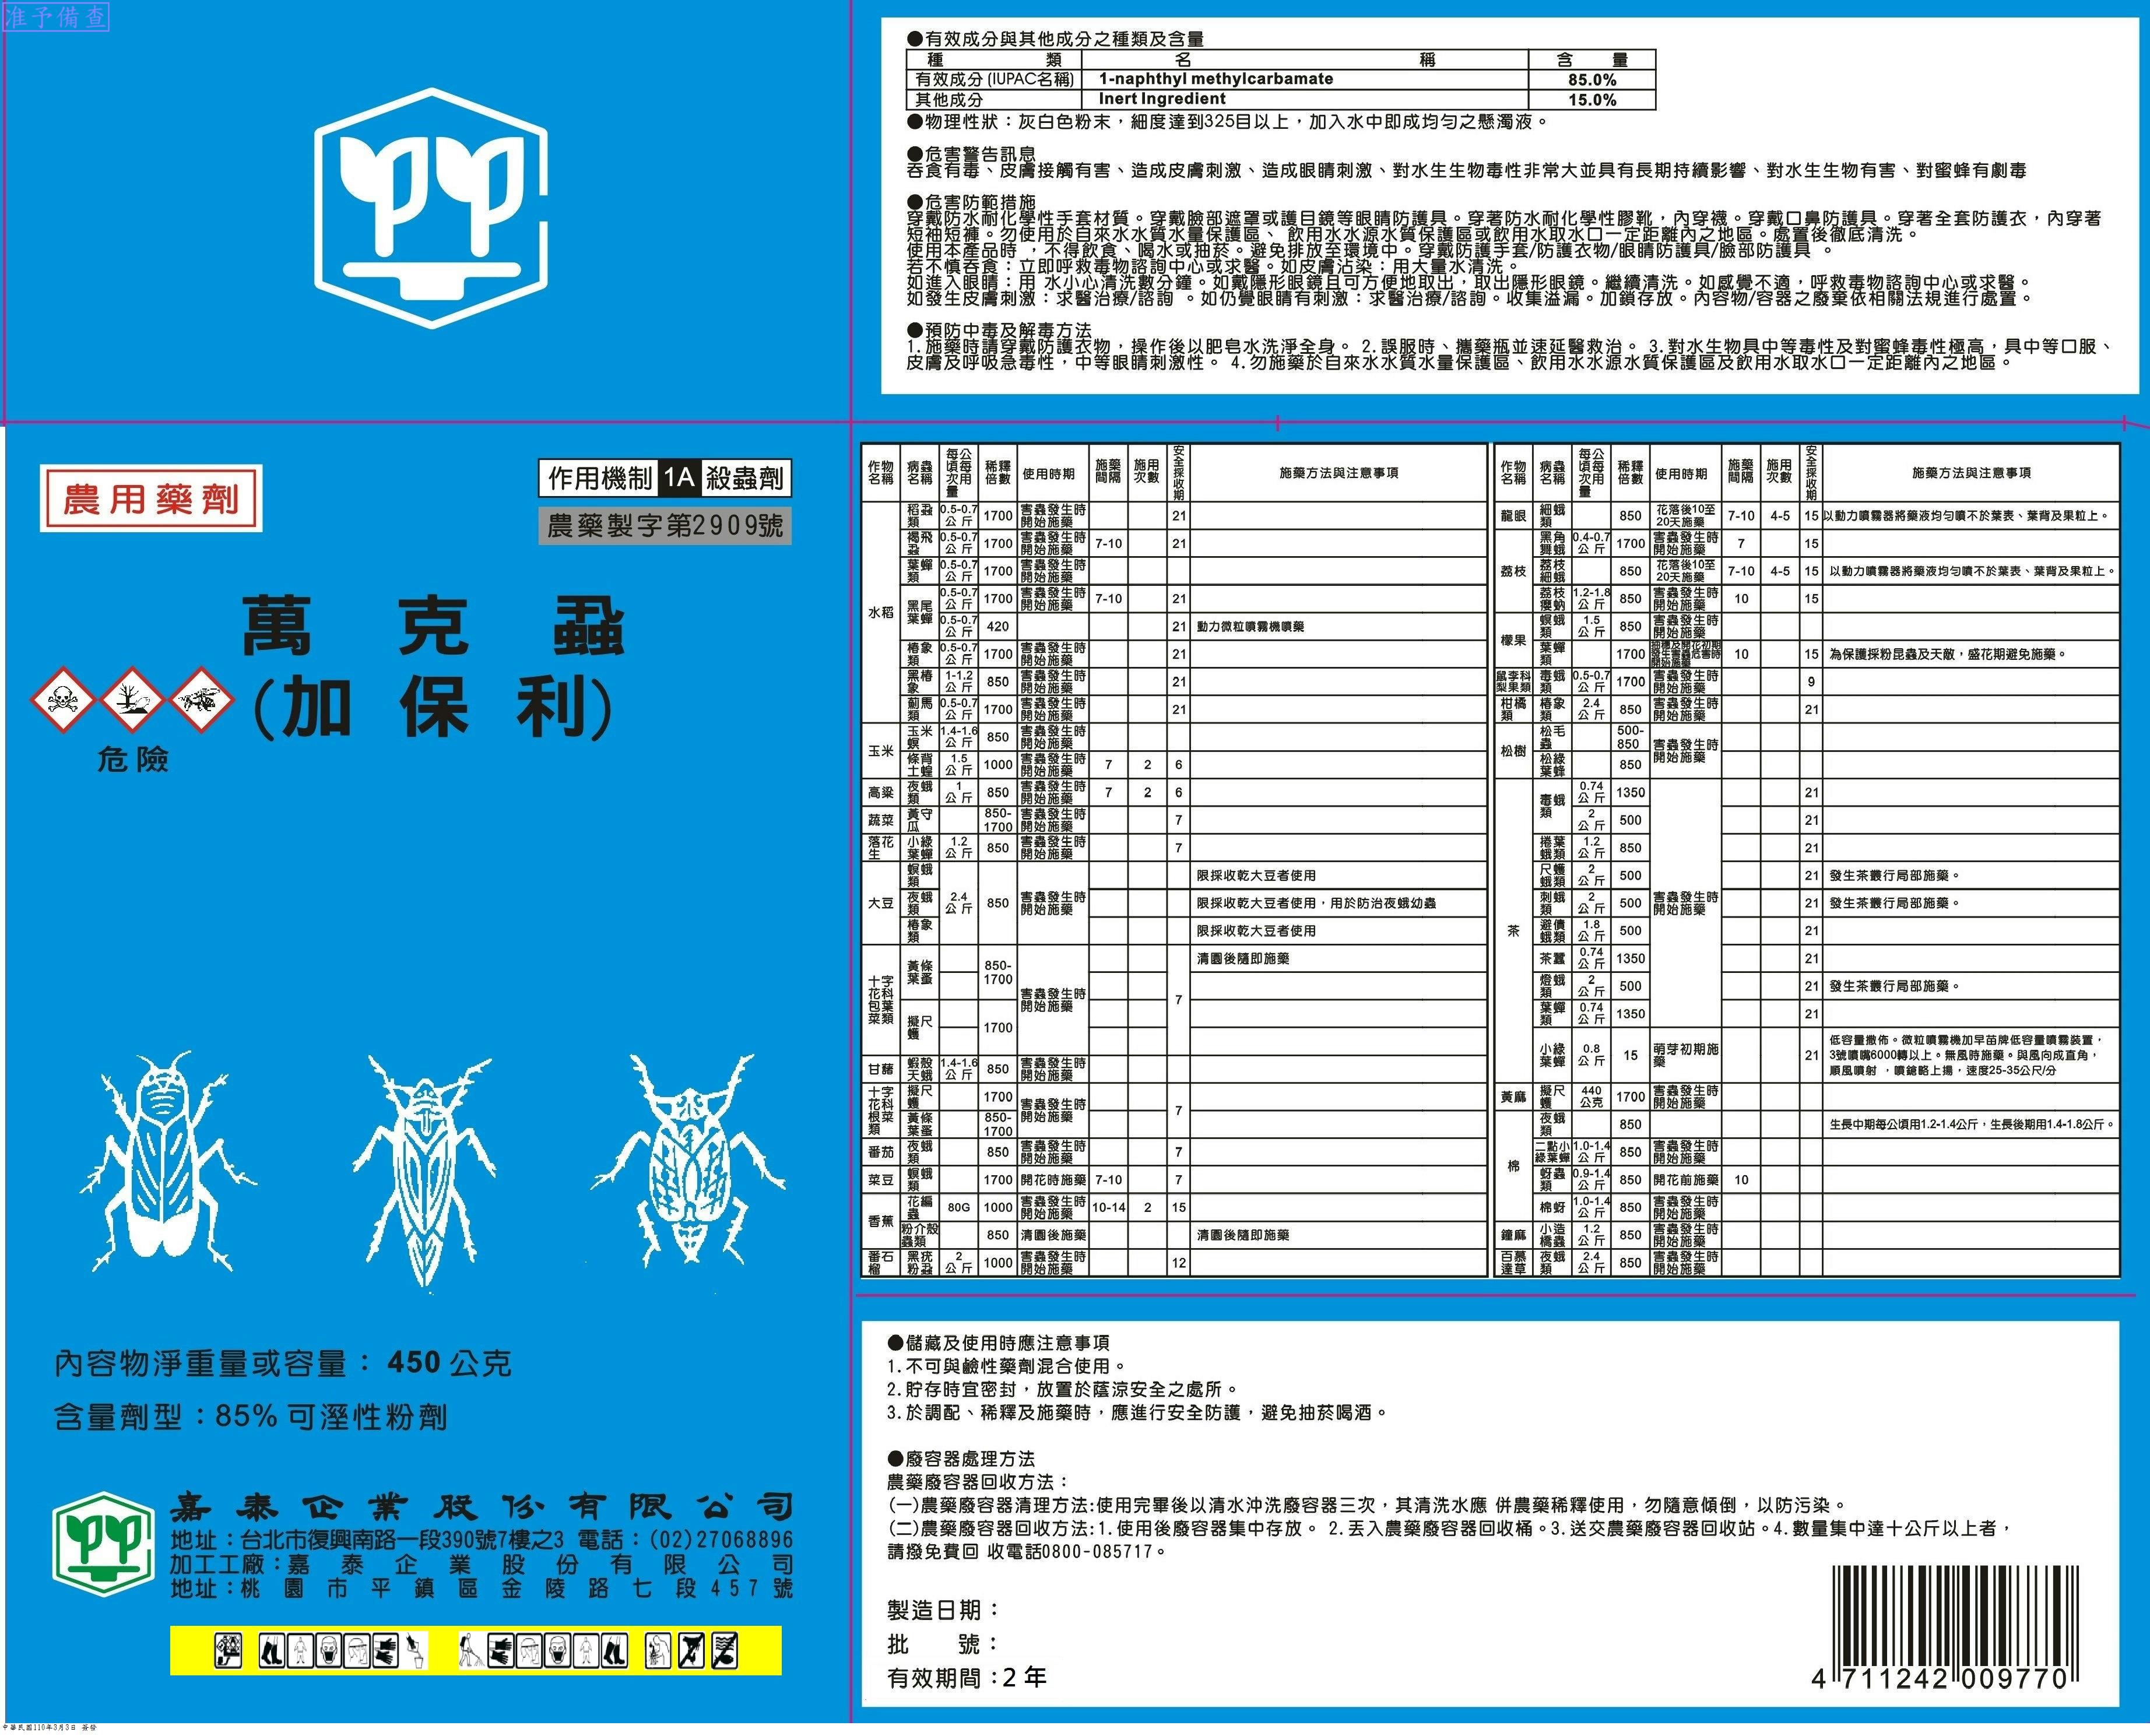 准予備查
●有效成分與其他成分之種類及含量
種 類 名 稱 含 量
有效成分(IUPAC名稱) 1-naphthyl methylcarbamate 85.0%
其他成分 Inert Ingredient 15.0%
●物理性狀：灰白色粉末，細度達到325目以上，加入水中即成均勻之懸濁液。
●危害警告訊息
吞食有毒、皮膚接觸有害、造成皮膚刺激、造成眼睛刺激、對水生生物毒性非常大並具有長期持續影響、對水生生物有害、對蜜蜂有劇毒
●危害防範措施
穿戴防水耐化學性手套材質。穿戴臉部遮罩或護目鏡等眼睛防護具。穿著防水耐化學性膠靴，內穿襪。穿戴口鼻防護具。穿著全套防護衣，內穿著
短袖短褲。勿使用於自來水水質水量保護區、 飲用水水源水質保護區或飲用水取水口一定距離內之地區。處置後徹底清洗。
使用本產品時 ，不得飲食、喝水或抽菸。避免排放至環境中。穿戴防護手套/防護衣物/眼睛防護具/臉部防護具 。
若不慎吞食：立即呼救毒物諮詢中心或求醫。如皮膚沾染：用大量水清洗。
如進入眼睛：用 水小心清洗數分鐘。如戴隱形眼鏡且可方便地取出，取出隱形眼鏡。繼續清洗。如感覺不適，呼救毒物諮詢中心或求醫。
如發生皮膚刺激：求醫治療/諮詢 。如仍覺眼睛有刺激：求醫治療/諮詢。收集溢漏。加鎖存放。內容物/容器之廢棄依相關法規進行處置。
●預防中毒及解毒方法
1.施藥時請穿戴防護衣物，操作後以肥皂水洗淨全身。 2.誤服時、攜藥瓶並速延醫救治。 3.對水生物具中等毒性及對蜜蜂毒性極高，具中等口服、
皮膚及呼吸急毒性，中等眼睛刺激性。 4.勿施藥於自來水水質水量保護區、飲用水水源水質保護區及飲用水取水口一定距離內之地區。
農用藥劑
作用機制 1A 殺蟲劑
農藥製字第2909號
萬 克 蝨
(加 保 利)
危險
內容物淨重量或容量： 450 公克
含量劑型：85% 可溼性粉劑
嘉泰企業股份有限公司
地址：台北市復興南路一段390號7樓之3 電話：(02)27068896
加工工廠：嘉泰企業股份有限公司
地址：桃園市平鎮區金陵路七段457號
作物名稱 病蟲名稱 每公頃每次用量 稀釋倍數 使用時期 施藥間隔 施用次數 安全採收期 施藥方法與注意事項
水稻 稻蝨類 0.5-0.7公斤 1700 害蟲發生時開始施藥 21
褐飛蝨 0.5-0.7公斤 1700 害蟲發生時開始施藥 7-10 21
葉蟬類 0.5-0.7公斤 1700 害蟲發生時開始施藥
黑尾葉蟬 0.5-0.7公斤 1700 害蟲發生時開始施藥 7-10 21
0.5-0.7公斤 420 21 動力微粒噴霧機噴藥
椿象類 0.5-0.7公斤 1700 害蟲發生時開始施藥 21
黑椿象 1-1.2公斤 850 害蟲發生時開始施藥 21
薊馬類 0.5-0.7公斤 1700 害蟲發生時開始施藥 21
玉米 玉米螟 1.4-1.6公斤 850 害蟲發生時開始施藥
條背土蝗 1.5公斤 1000 害蟲發生時開始施藥 7 2 6
高粱 夜蛾類 1公斤 850 害蟲發生時開始施藥 7 2 6
蔬菜 黃守瓜 850-1700 害蟲發生時開始施藥 7
落花生 小綠葉蟬 1.2公斤 850 害蟲發生時開始施藥 7
大豆 螟蛾類 2.4公斤 850 害蟲發生時開始施藥 限採收乾大豆者使用
夜蛾類 限採收乾大豆者使用，用於防治夜蛾幼蟲
椿象類 限採收乾大豆者使用
十字花科包葉菜類 黃條葉蚤 850-1700 害蟲發生時開始施藥 7 清園後隨即施藥
擬尺蠖 1700
甘藷 蝦殼天蛾 1.4-1.6公斤 850 害蟲發生時開始施藥
十字花科根菜類 擬尺蠖 1700 害蟲發生時開始施藥 7
黃條葉蚤 850-1700
番茄 夜蛾類 850 害蟲發生時開始施藥 7
菜豆 螟蛾類 1700 開花時施藥 7-10 7
香蕉 花編蟲 80G 1000 害蟲發生時開始施藥 10-14 2 15
粉介殼蟲類 850 清園後施藥 清園後隨即施藥
番石榴 黑疣粉蝨 2公斤 1000 害蟲發生時開始施藥 12
作物名稱 病蟲名稱 每公頃每次用量 稀釋倍數 使用時期 施藥間隔 施用次數 安全採收期 施藥方法與注意事項
龍眼 細蛾類 850 花落後10至20天施藥 7-10 4-5 15 以動力噴霧器將藥液均勻噴不於葉表、葉背及果粒上。
荔枝 黑角舞蛾 0.4-0.7公斤 1700 害蟲發生時開始施藥 7 15
荔枝細蛾 850 花落後10至20天施藥 7-10 4-5 15 以動力噴霧器將藥液均勻噴不於葉表、葉背及果粒上。
荔枝癭蚋 1.2-1.8公斤 850 害蟲發生時開始施藥 10 15
檬果 螟蛾類 1.5公斤 850 害蟲發生時開始施藥
葉蟬類 1700 抽穗及開花初期發生害蟲危害時開始施藥 10 15 為保護採粉昆蟲及天敵，盛花期避免施藥。
鼠李科梨果類 毒蛾類 0.5-0.7公斤 1700 害蟲發生時開始施藥 9
柑橘類 椿象類 2.4公斤 850 害蟲發生時開始施藥 21
松樹 松毛蟲 500-850 害蟲發生時開始施藥
松綠葉蜂 850
茶 毒蛾類 0.74公斤 1350 害蟲發生時開始施藥 21
2公斤 500 21
捲葉蛾類 1.2公斤 850 21
尺蠖蛾類 2公斤 500 21 發生茶叢行局部施藥。
刺蛾類 2公斤 500 21 發生茶叢行局部施藥。
避債蛾類 1.8公斤 500 21
茶蠶 0.74公斤 1350 21
燈蛾類 2公斤 500 21 發生茶叢行局部施藥。
葉蟬類 0.74公斤 1350 21
小綠葉蟬 0.8公斤 15 萌芽初期施藥 21 低容量撒佈。微粒噴霧機加早苗牌低容量噴霧裝置，
3號噴嘴6000轉以上。無風時施藥。與風向成直角，
順風噴射 ，噴鎗略上揚，速度25-35公尺/分
黃麻 擬尺蠖 440公克 1700 害蟲發生時開始施藥
棉 夜蛾類 850 生長中期每公頃用1.2-1.4公斤，生長後期用1.4-1.8公斤。
二點小綠葉蟬 1.0-1.4公斤 850 害蟲發生時開始施藥
蚜蟲類 0.9-1.4公斤 850 開花前施藥 10
棉蚜 1.0-1.4公斤 850 害蟲發生時開始施藥
鐘麻 小造橋蟲 1.2公斤 850 害蟲發生時開始施藥
百慕達草 夜蛾類 2.4公斤 850 害蟲發生時開始施藥
●儲藏及使用時應注意事項
1.不可與鹼性藥劑混合使用。
2.貯存時宜密封，放置於蔭涼安全之處所。
3.於調配、稀釋及施藥時，應進行安全防護，避免抽菸喝酒。
●廢容器處理方法
農藥廢容器回收方法：
(一)農藥廢容器清理方法:使用完畢後以清水沖洗廢容器三次，其清洗水應 併農藥稀釋使用，勿隨意傾倒，以防污染。
(二)農藥廢容器回收方法:1.使用後廢容器集中存放。 2.丟入農藥廢容器回收桶。3.送交農藥廢容器回收站。4.數量集中達十公斤以上者，
請撥免費回 收電話0800-085717。
製造日期：
批 號：
有效期間：2 年
4 711242 009770
中華民國110年3月3日 簽發